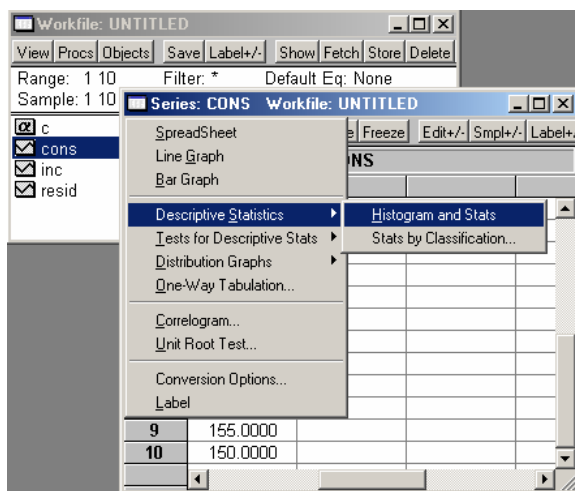 Workfile: UNTITLED
View Procs Objects Save Label+/- Show Fetch Store Delete
Range: 1 10 Filter: * Default Eq: None
Sample: 1 10
c
cons
inc
resid
Series: CONS Workfile: UNTITLED
Freeze Edit+/- Smpl+/- Label+
SpreadSheet
Line Graph
Bar Graph
Descriptive Statistics
Tests for Descriptive Stats
Distribution Graphs
One-Way Tabulation...
Correlogram...
Unit Root Test...
Conversion Options...
Label
Histogram and Stats
Stats by Classification...
9 155.0000
10 150.0000